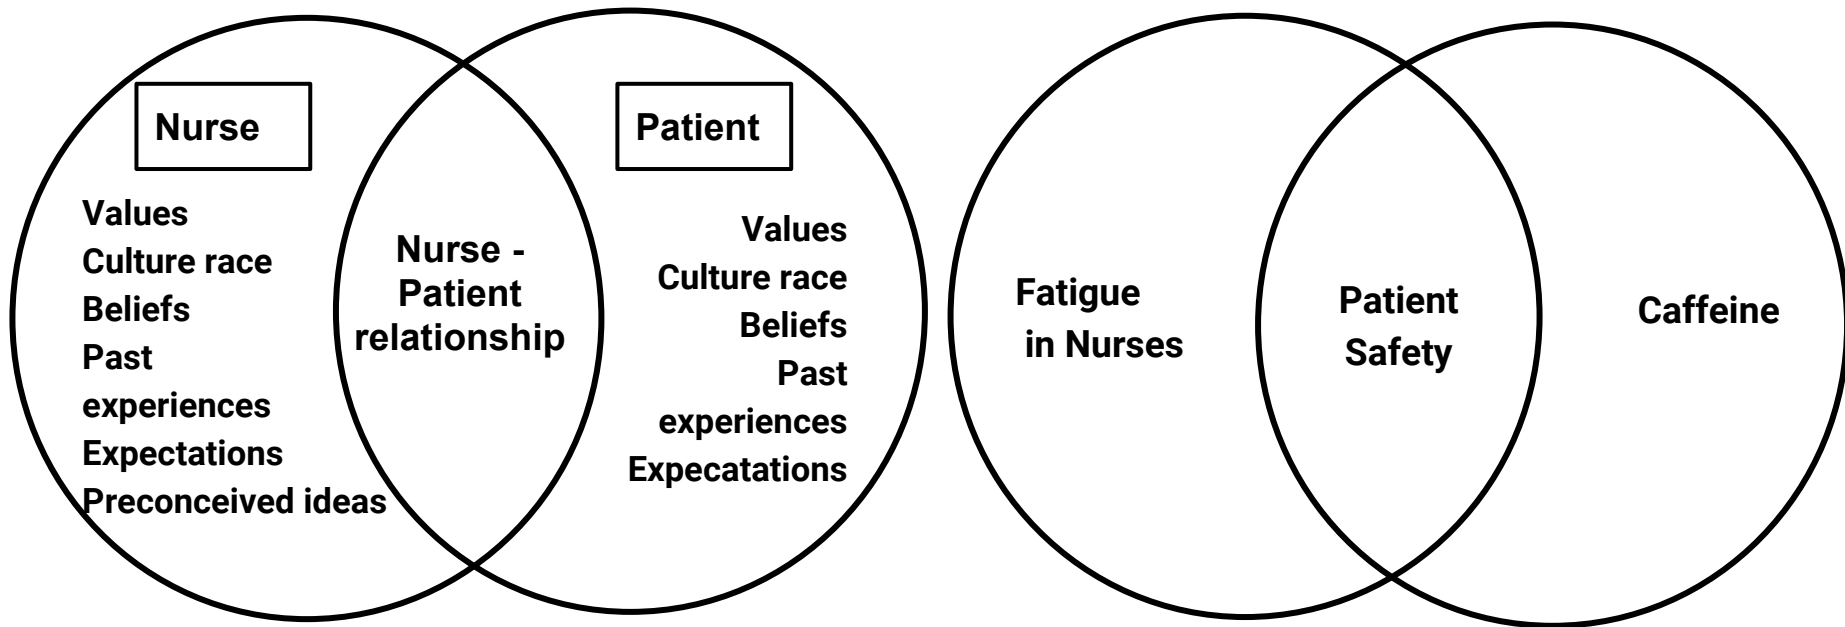 Nurse
Values
Culture race
Beliefs
Past
experiences
Expectations
Preconceived ideas
Nurse -
Patient
relationship
Patient
Values
Culture race
Beliefs
Past
experiences
Expecatations
Fatigue
in Nurses
Patient
Safety
Caffeine